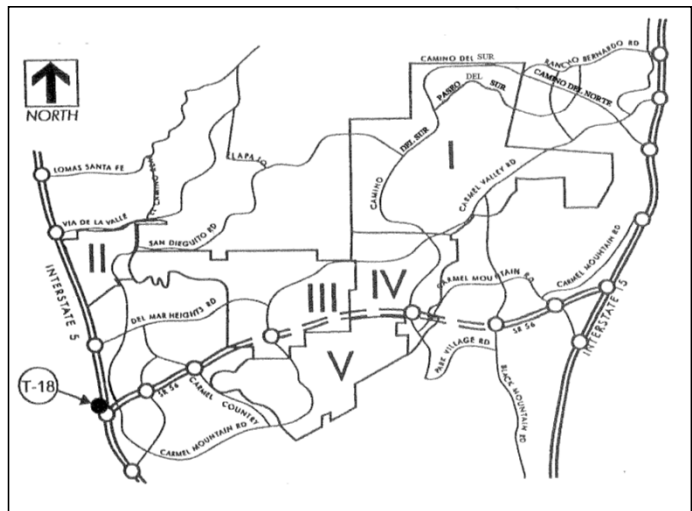 NORTH
CAMINO DEL SUR
RANCHO BERNARDO RD
CAMINO DEL NORTE
PASEO DEL SUR
LOMAS SANTA FE
EL CAMINO REAL
EL APAJO
DEL SUR
I
CAMINO
CARMEL VALLEY RD
VIA DE LA VALLE
SAN DIEGUITO RD
II
INTERSTATE 5
III
IV
CARMEL MOUNTAIN RD
CARMEL MOUNTAIN RD
DEL MAR HEIGHTS RD
INTERSTATE 15
SR 56
PARK VILLAGE RD
V
T-18
SR 56
CARMEL COUNTRY
BLACK MOUNTAIN RD
CARMEL MOUNTAIN RD